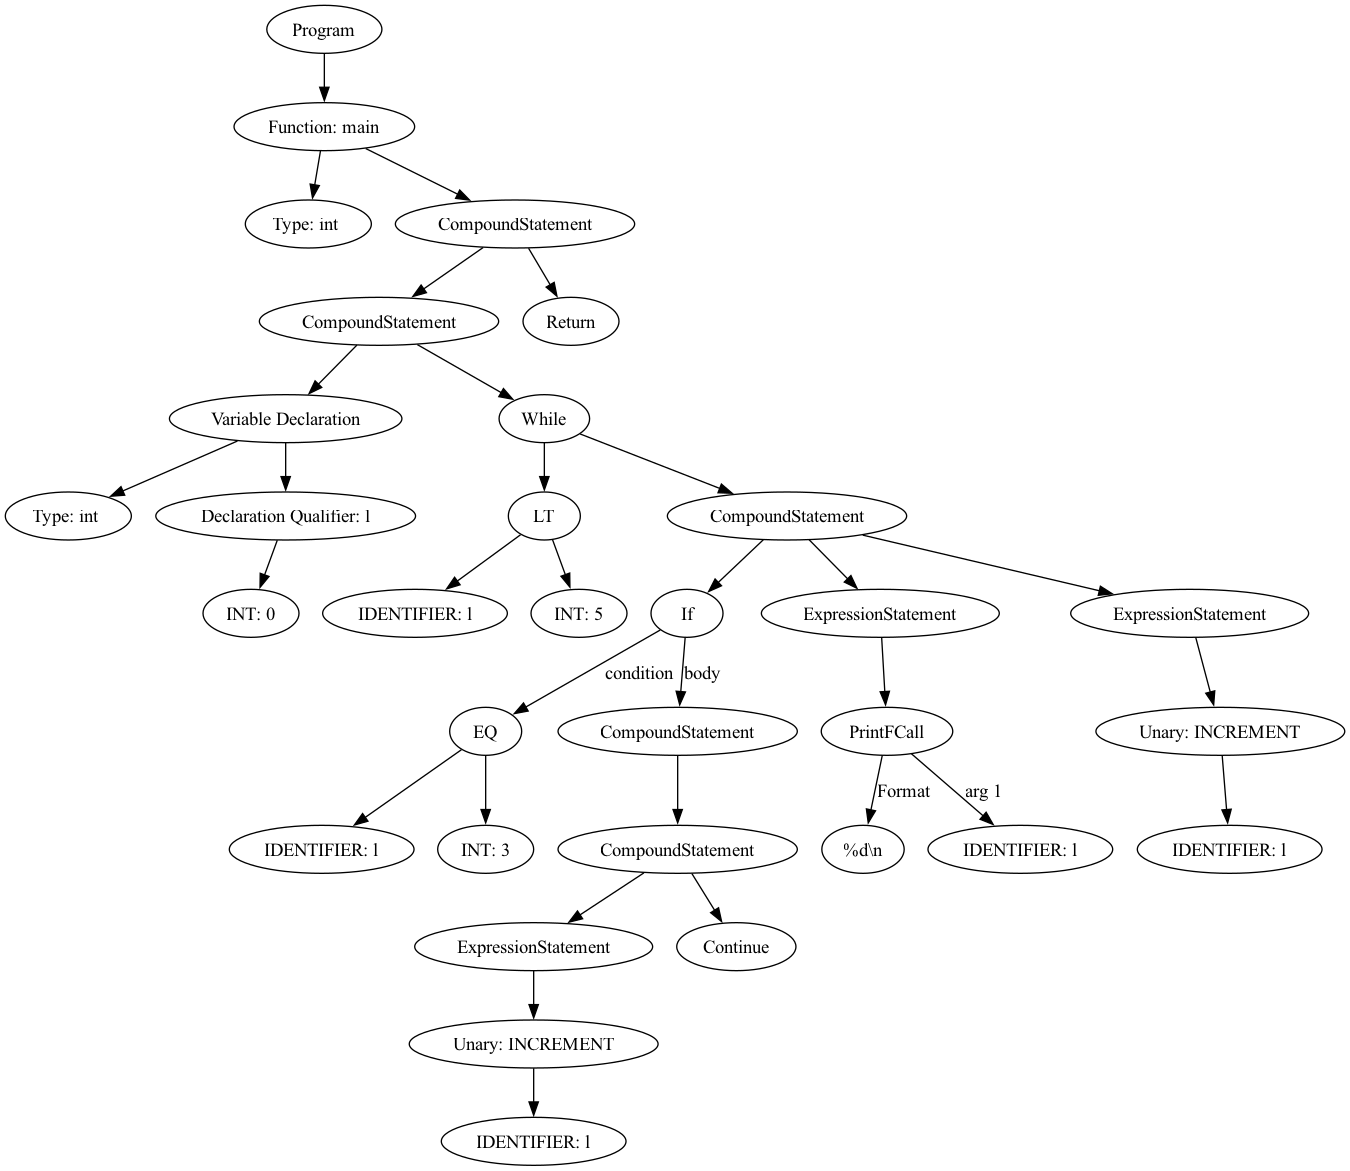 Program
Function: main
Type: int
CompoundStatement
CompoundStatement
Return
Variable Declaration
While
Type: int
Declaration Qualifier: l
LT
CompoundStatement
INT: 0
IDENTIFIER: l
INT: 5
If
ExpressionStatement
ExpressionStatement
condition
body
EQ
CompoundStatement
PrintFCall
Unary: INCREMENT
Format
arg 1
IDENTIFIER: l
INT: 3
CompoundStatement
%d\n
IDENTIFIER: l
IDENTIFIER: l
ExpressionStatement
Continue
Unary: INCREMENT
IDENTIFIER: l